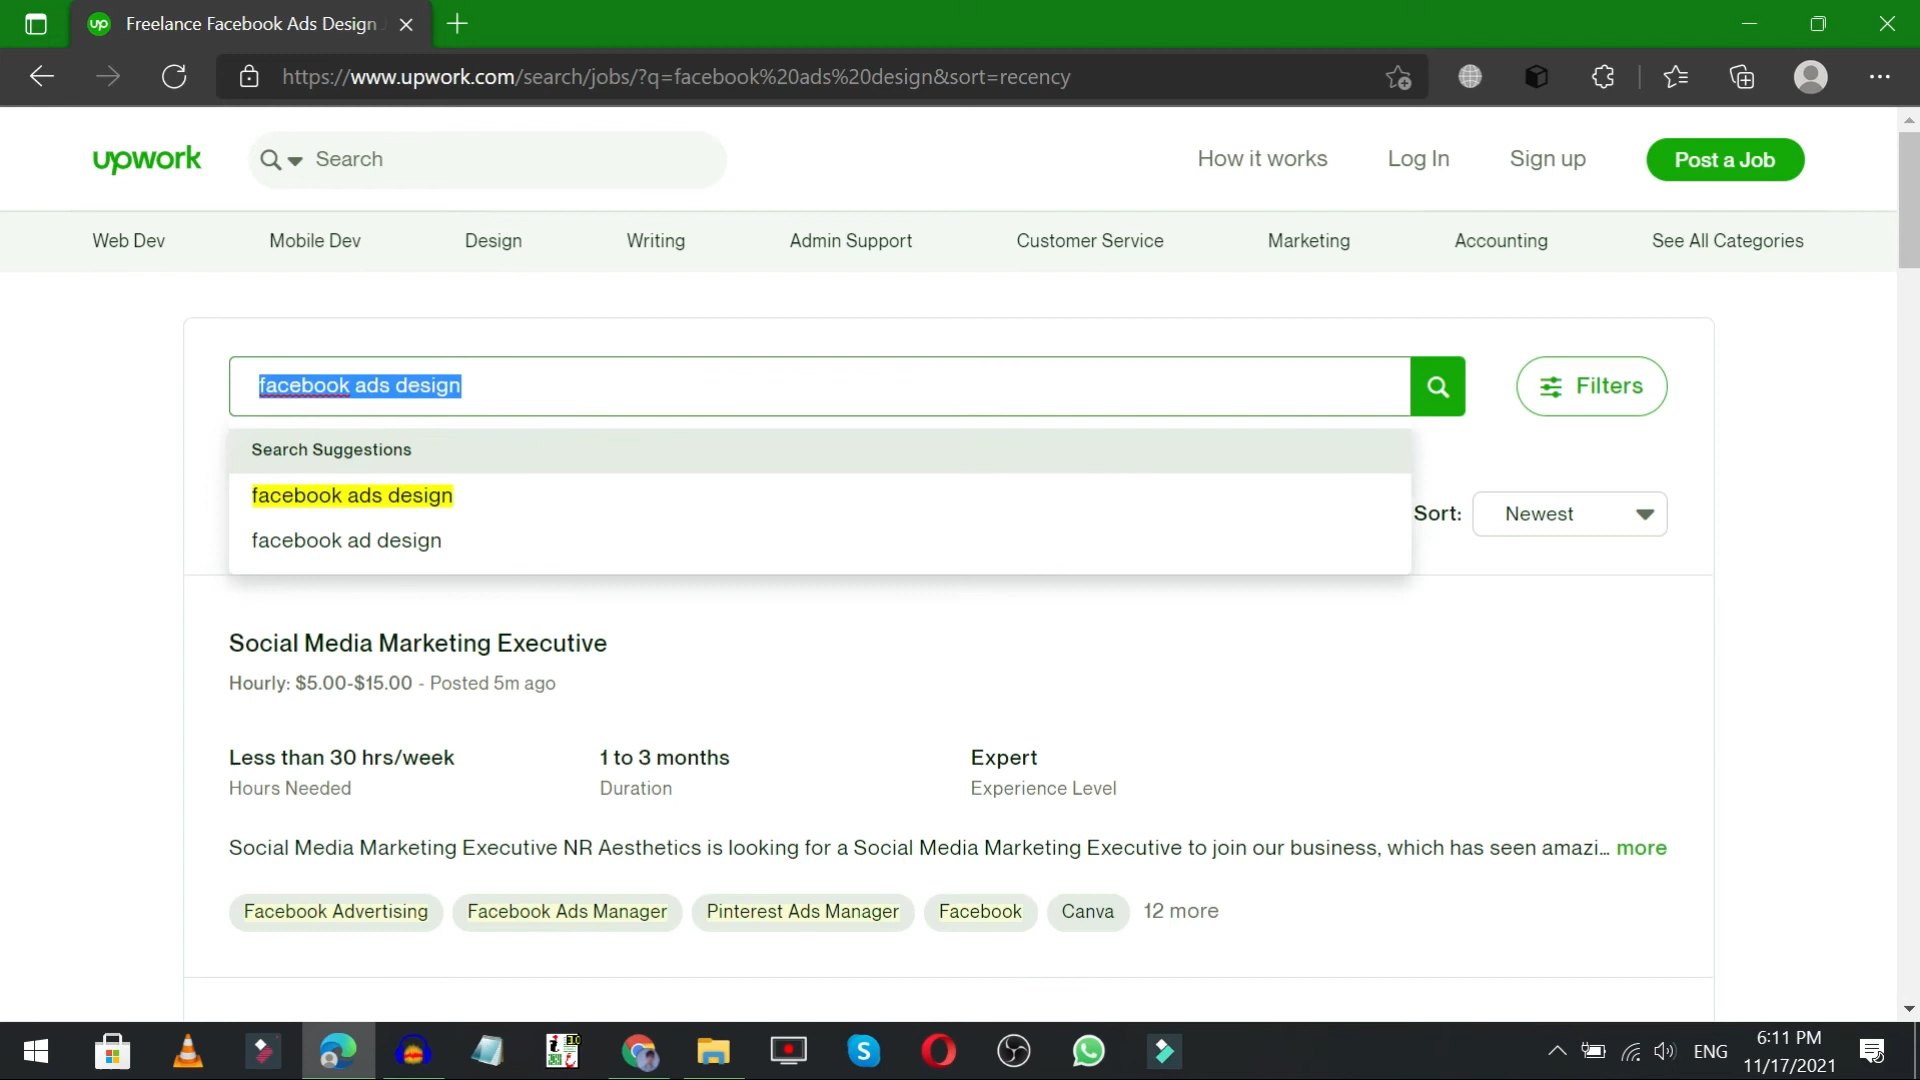 Freelance Facebook Ads Design
https://www.upwork.com/search/jobs/?q=facebook%20ads%20design&sort=recency
upwork
Search
How it works
Log In
Sign up
Post a Job
Web Dev
Mobile Dev
Design
Writing
Admin Support
Customer Service
Marketing
Accounting
See All Categories
facebook ads design
Filters
Search Suggestions
facebook ads design
facebook ad design
Sort:
Newest
Social Media Marketing Executive
Hourly: $5.00-$15.00 - Posted 5m ago
Less than 30 hrs/week
1 to 3 months
Expert
Hours Needed
Duration
Experience Level
Social Media Marketing Executive NR Aesthetics is looking for a Social Media Marketing Executive to join our business, which has seen amazi... more
Facebook Advertising
Facebook Ads Manager
Pinterest Ads Manager
Facebook
Canva
12 more
ENG
6:11 PM
11/17/2021